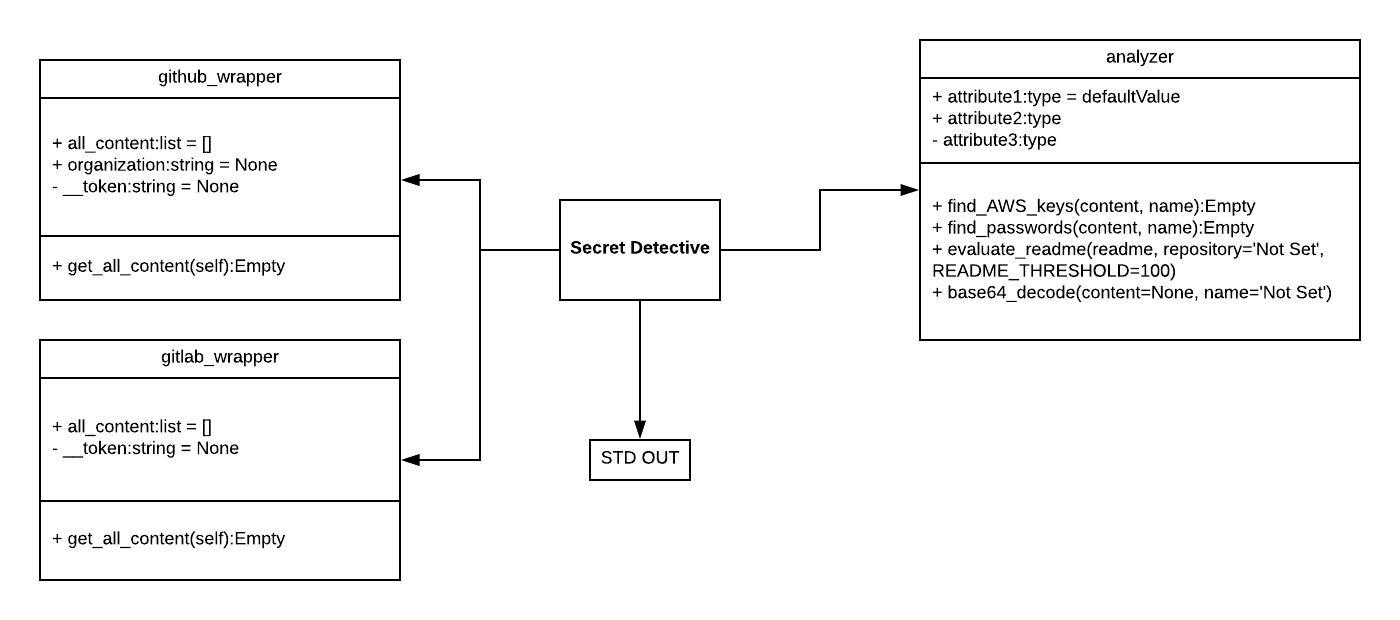 github_wrapper
+ all_content:list = []
+ organization:string = None
- __token:string = None
+ get_all_content(self):Empty
gitlab_wrapper
+ all_content:list = []
- __token:string = None
+ get_all_content(self):Empty
Secret Detective
STD OUT
analyzer
+ attribute1:type = defaultValue
+ attribute2:type
- attribute3:type
+ find_AWS_keys(content, name):Empty
+ find_passwords(content, name):Empty
+ evaluate_readme(readme, repository='Not Set',
README_THRESHOLD=100)
+ base64_decode(content=None, name='Not Set')